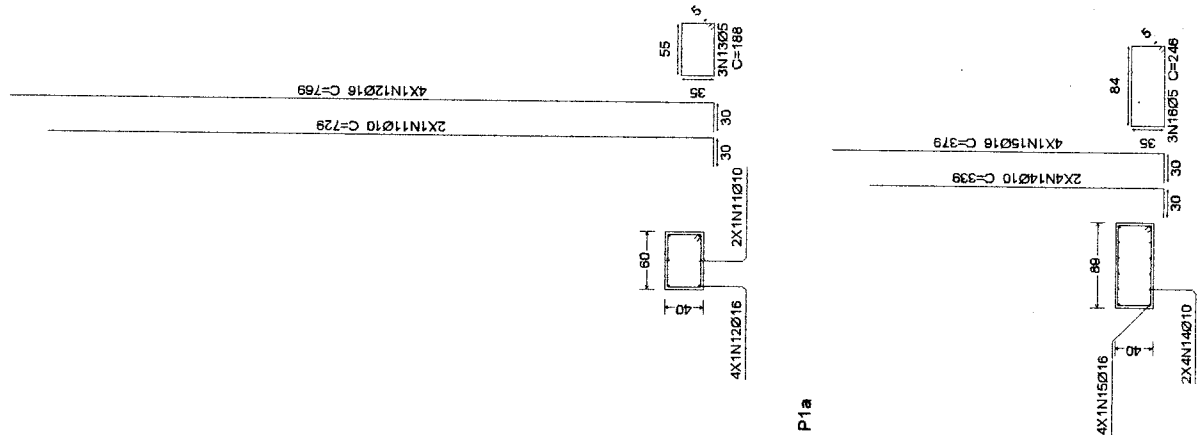 5
55
35
3N13Ø5
C=188
4X1N12Ø16 C=769
30
2X1N11Ø10 C=729
30
60
40
2X1N11Ø10
4X1N12Ø16
P1a
5
84
35
3N16Ø5 C=246
4X1N15Ø16 C=379
30
2X4N14Ø10 C=339
30
89
40
4X1N15Ø16
2X4N14Ø10